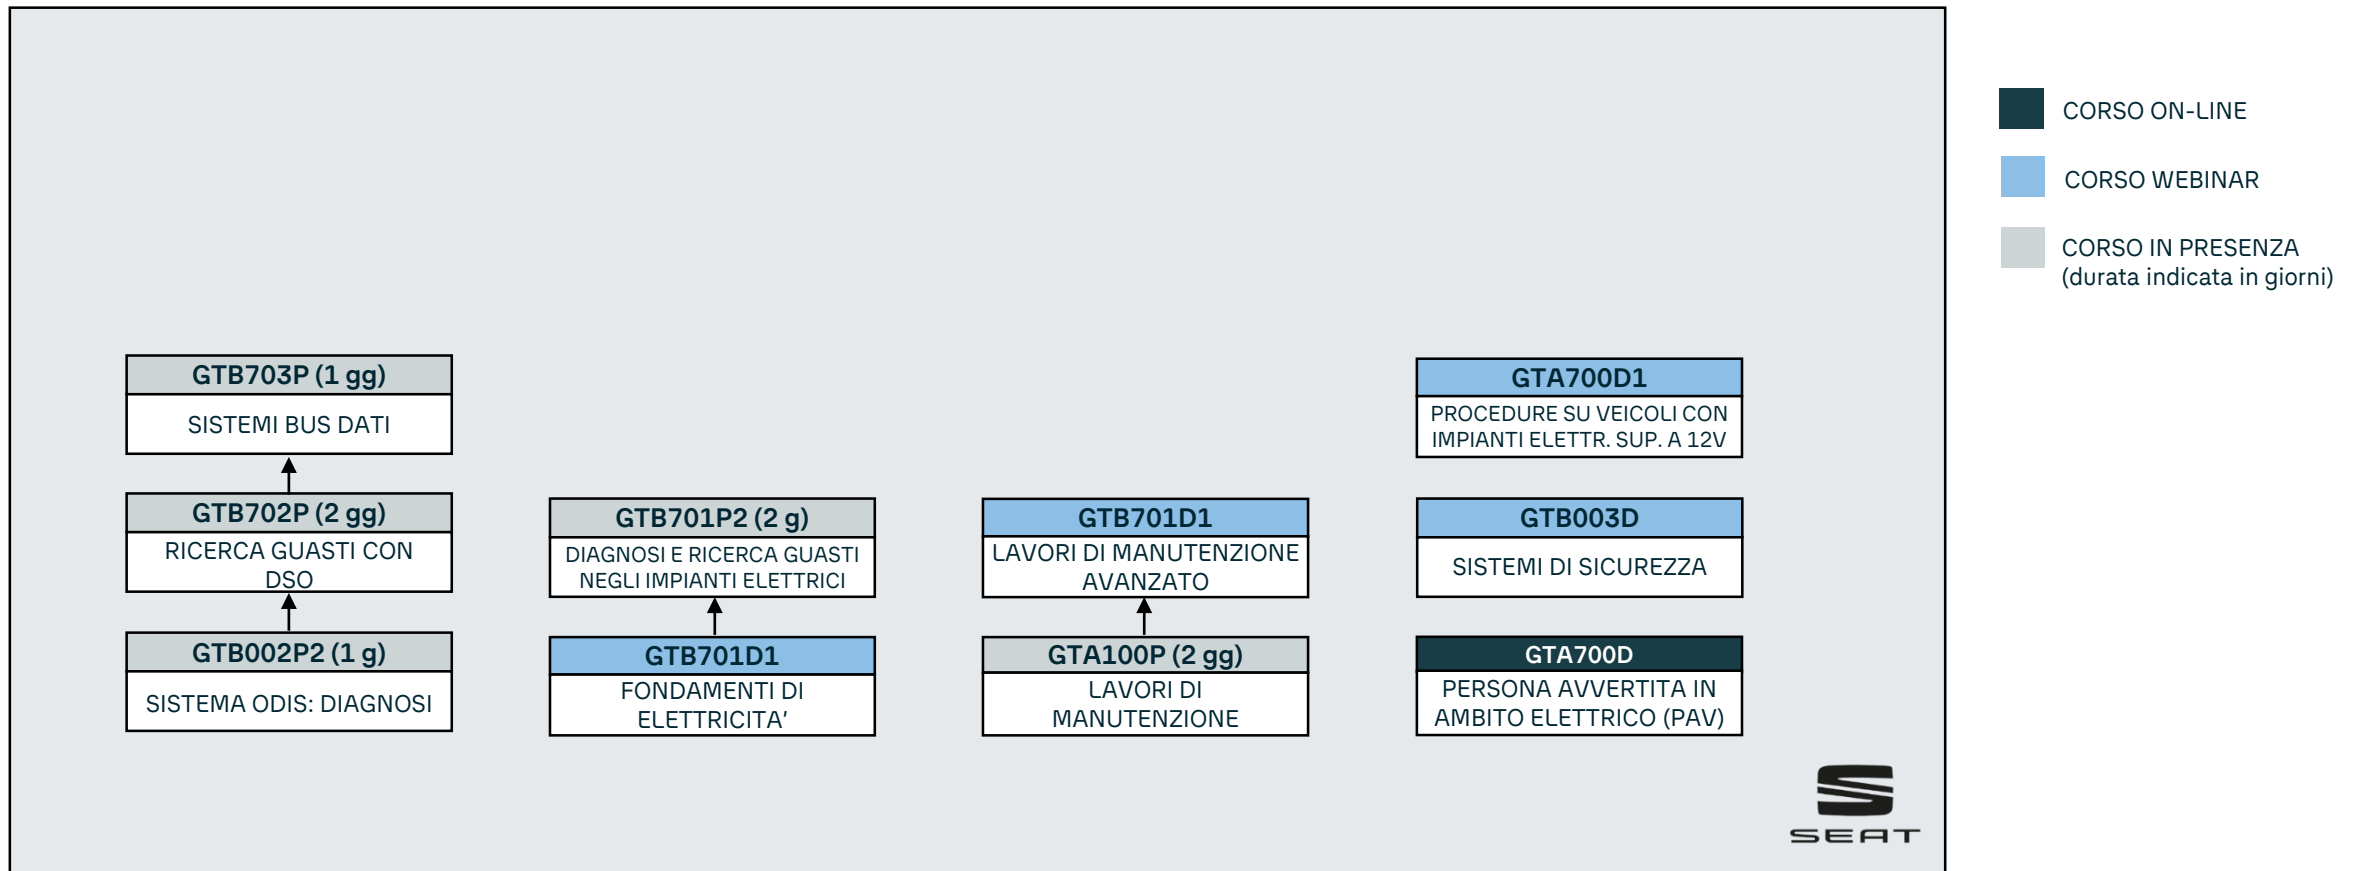 CORSO ON-LINE
CORSO WEBINAR
CORSO IN PRESENZA
(durata indicata in giorni)
GTB703P (1 gg)
SISTEMI BUS DATI
GTB702P (2 gg)
RICERCA GUASTI CON
DSO
GTB002P2 (1 g)
SISTEMA ODIS: DIAGNOSI
GTB701P2 (2 g)
DIAGNOSI E RICERCA GUASTI
NEGLI IMPIANTI ELETTRICI
GTB701D1
FONDAMENTI DI
ELETTRICITA'
GTB701D1
LAVORI DI MANUTENZIONE
AVANZATO
GTA100P (2 gg)
LAVORI DI
MANUTENZIONE
GTA700D1
PROCEDURE SU VEICOLI CON
IMPIANTI ELETTR. SUP. A 12V
GTB003D
SISTEMI DI SICUREZZA
GTA700D
PERSONA AVVERTITA IN
AMBITO ELETTRICO (PAV)
SEAT